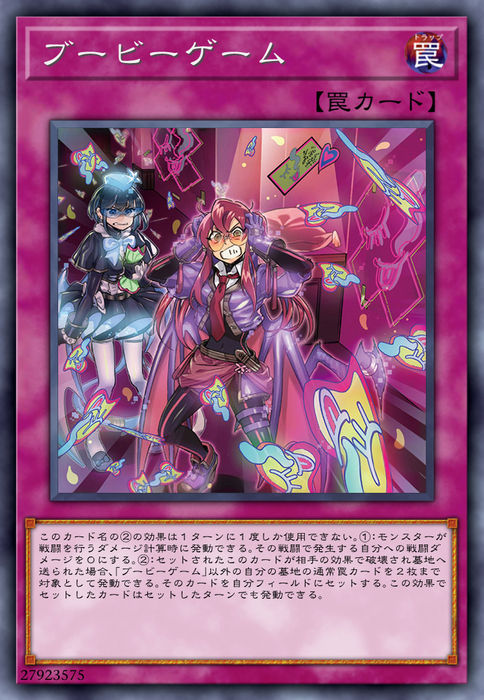 ブービーゲーム
トラップ
罠
【罠カード】
このカード名の②の効果は1ターンに1度しか使用できない。①:モンスターが
戦闘を行うダメージ計算時に発動できる。その戦闘で発生する自分への戦闘ダ
メージを0にする。②:セットされたこのカードが相手の効果で破壊され墓地へ
送られた場合、「ブービーゲーム」以外の自分の墓地の通常罠カードを2枚まで
対象として発動できる。そのカードを自分フィールドにセットする。この効果で
セットしたカードはセットしたターンでも発動できる。
27923575